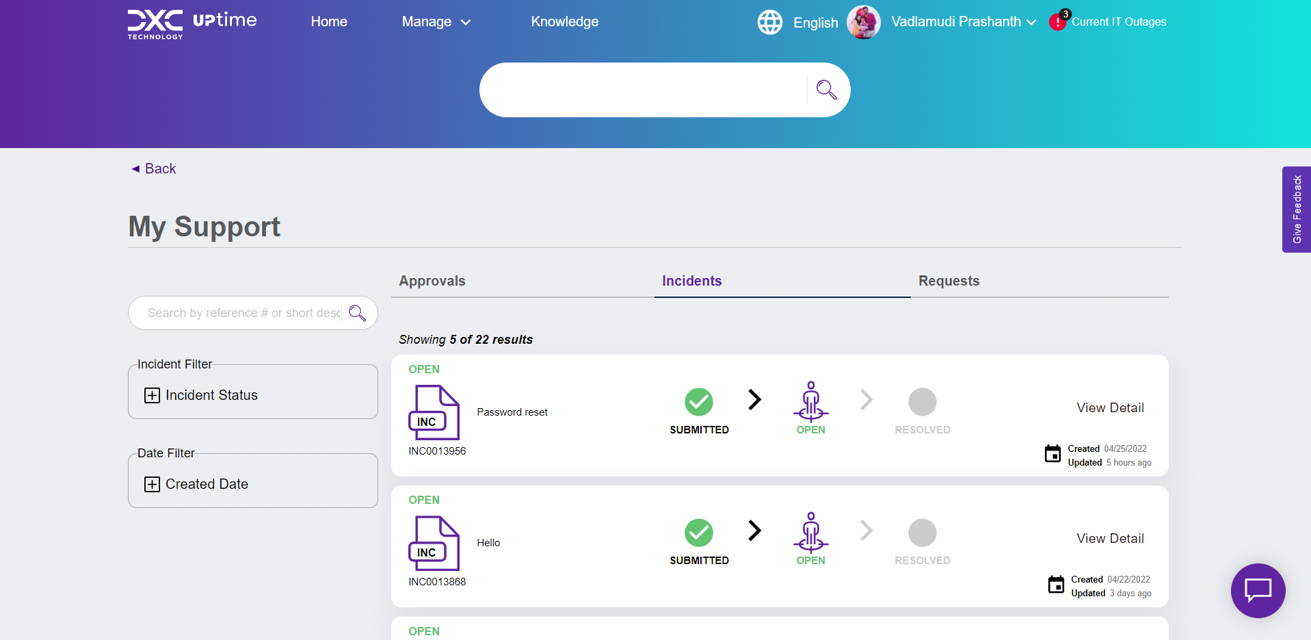 DXC UPtime
TECHNOLOGY
Home
Manage
Knowledge
English
Vadlamudi Prashanth
! 3 Current IT Outages
◄ Back
Give Feedback
My Support
Approvals
Incidents
Requests
Search by reference # or short desc
Incident Filter
Incident Status
Date Filter
Created Date
Showing 5 of 22 results
OPEN
INC
Password reset
INC0013956
SUBMITTED
OPEN
RESOLVED
View Detail
Created 04/25/2022
Updated 5 hours ago
OPEN
INC
Hello
INC0013868
SUBMITTED
OPEN
RESOLVED
View Detail
Created 04/22/2022
Updated 3 days ago
OPEN